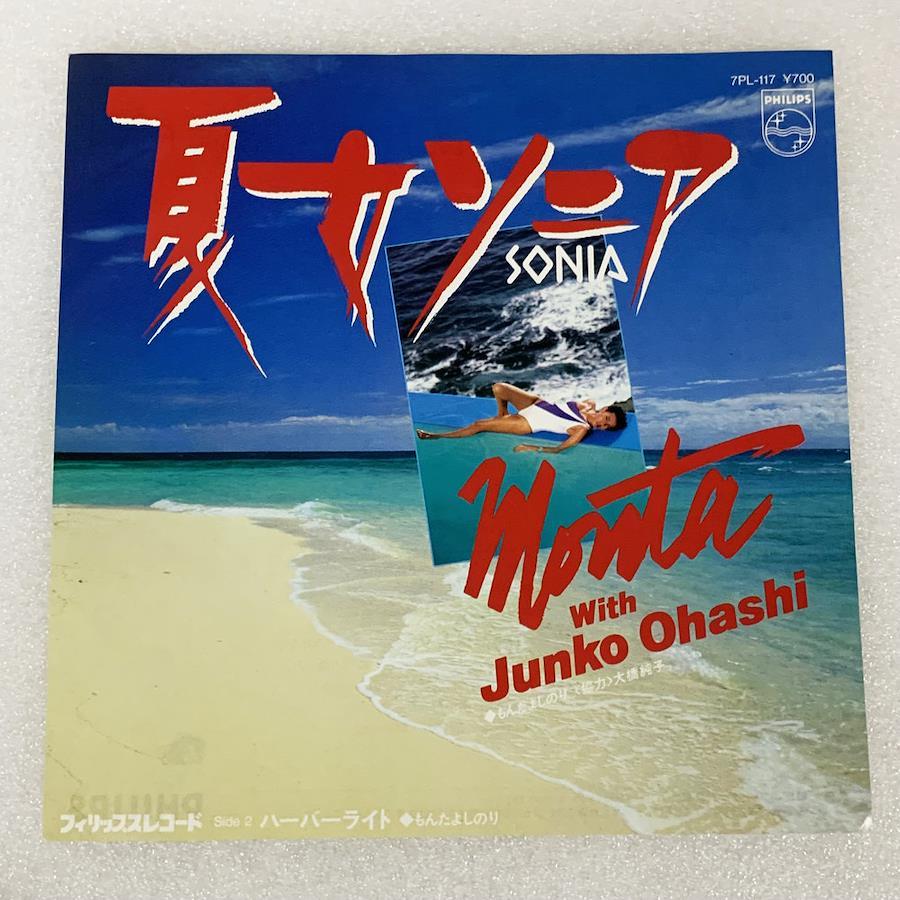 7PL-117 ¥700
PHILIPS
夏女ソニア
SONIA
Monta
With
Junko Ohashi
◆もんたよしのり〈協力〉大橋純子
フィリップスレコード Side 2 ハーバーライト ◆もんたよしのり